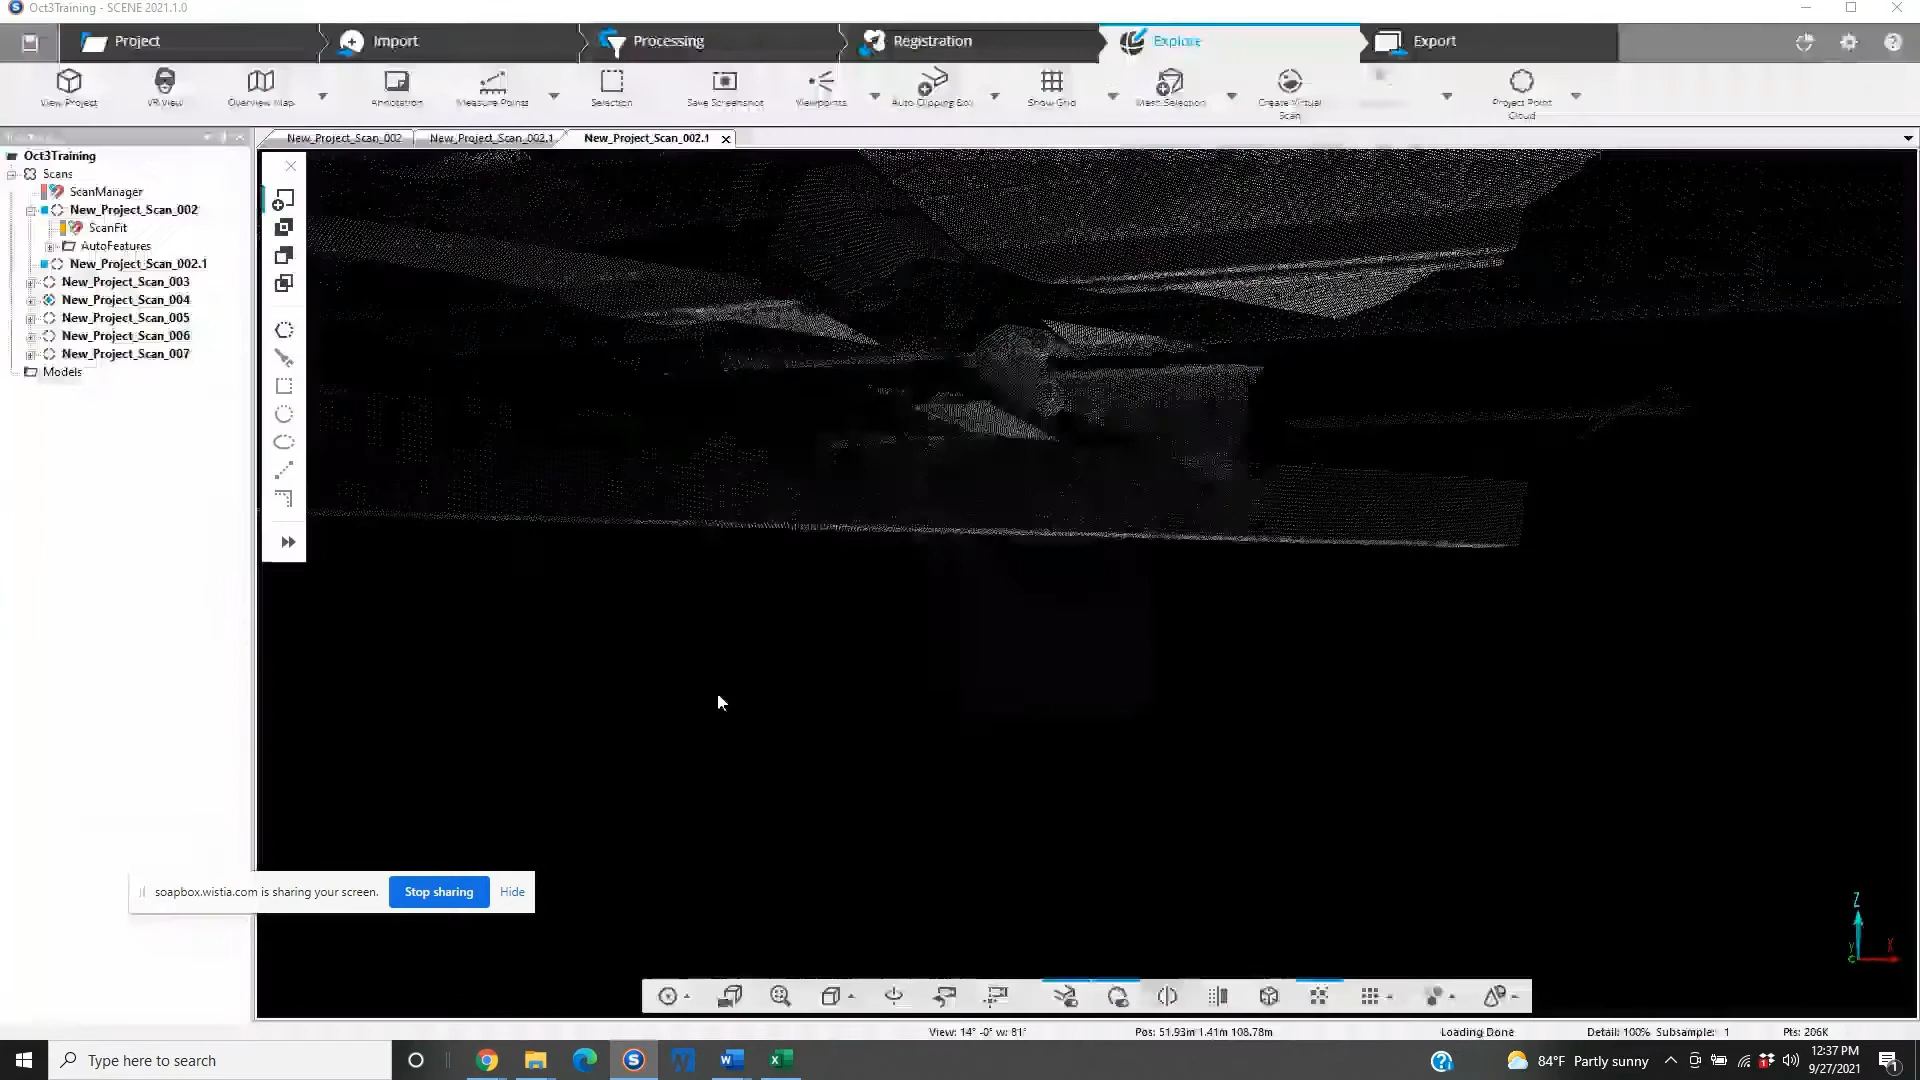 Oct3Training - SCENE 2021.1.0
Project
Import
Processing
Registration
Explore
Export
View Project
VR View
Overview Map
Annotation
Measure Points
Selection
Save Screenshot
Viewpoints
Auto Clipping Box
Show Grid
Mesh Selection
Create Virtual
Scan
Project Point
Cloud
New_Project_Scan_002
New_Project_Scan_002.1
New_Project_Scan_002.1
Oct3Training
Scans
ScanManager
New_Project_Scan_002
ScanFit
AutoFeatures
New_Project_Scan_002.1
New_Project_Scan_003
New_Project_Scan_004
New_Project_Scan_005
New_Project_Scan_006
New_Project_Scan_007
Models
soapbox.wistia.com is sharing your screen.
Stop sharing
Hide
Z
y
X
View: 14° -0° w: 81°
Pos: 51.93m 1.41m 108.78m
Loading Done
Detail: 100%
Subsample: 1
Pts: 206K
Type here to search
84°F Partly sunny
12:37 PM
9/27/2021
1